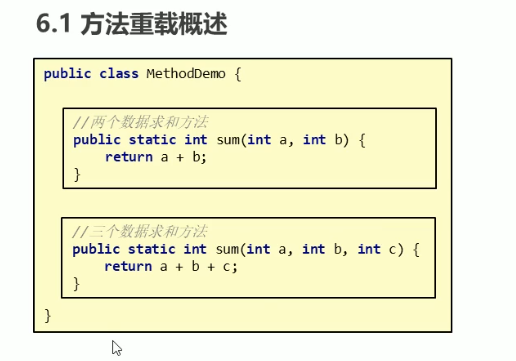 6.1 方法重载概述
public class MethodDemo {
//两个数据求和方法
public static int sum(int a, int b) {
return a + b;
}
//三个数据求和方法
public static int sum(int a, int b, int c) {
return a + b + c;
}
}